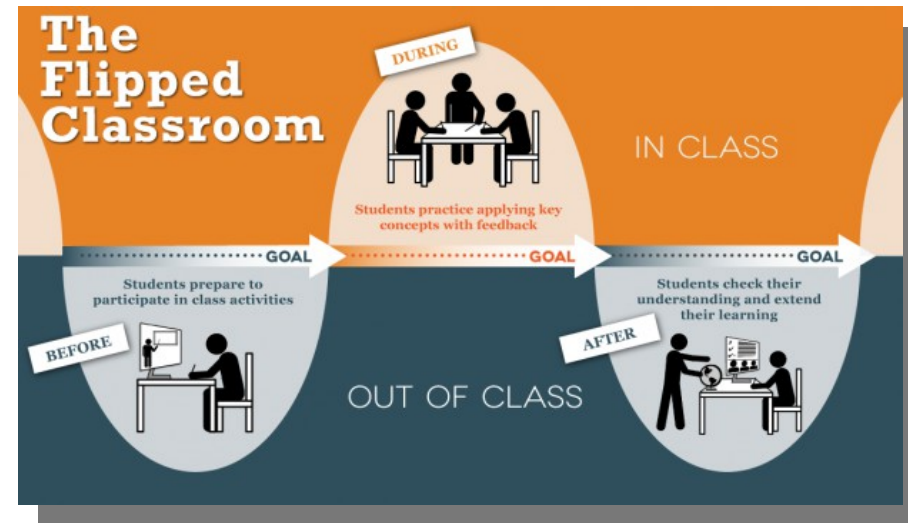 The
Flipped
Classroom
DURING
IN CLASS
Students practice applying key
concepts with feedback
GOAL
GOAL
GOAL
Students prepare to
participate in class activities
BEFORE
OUT OF CLASS
Students check their
understanding and extend
their learning
AFTER